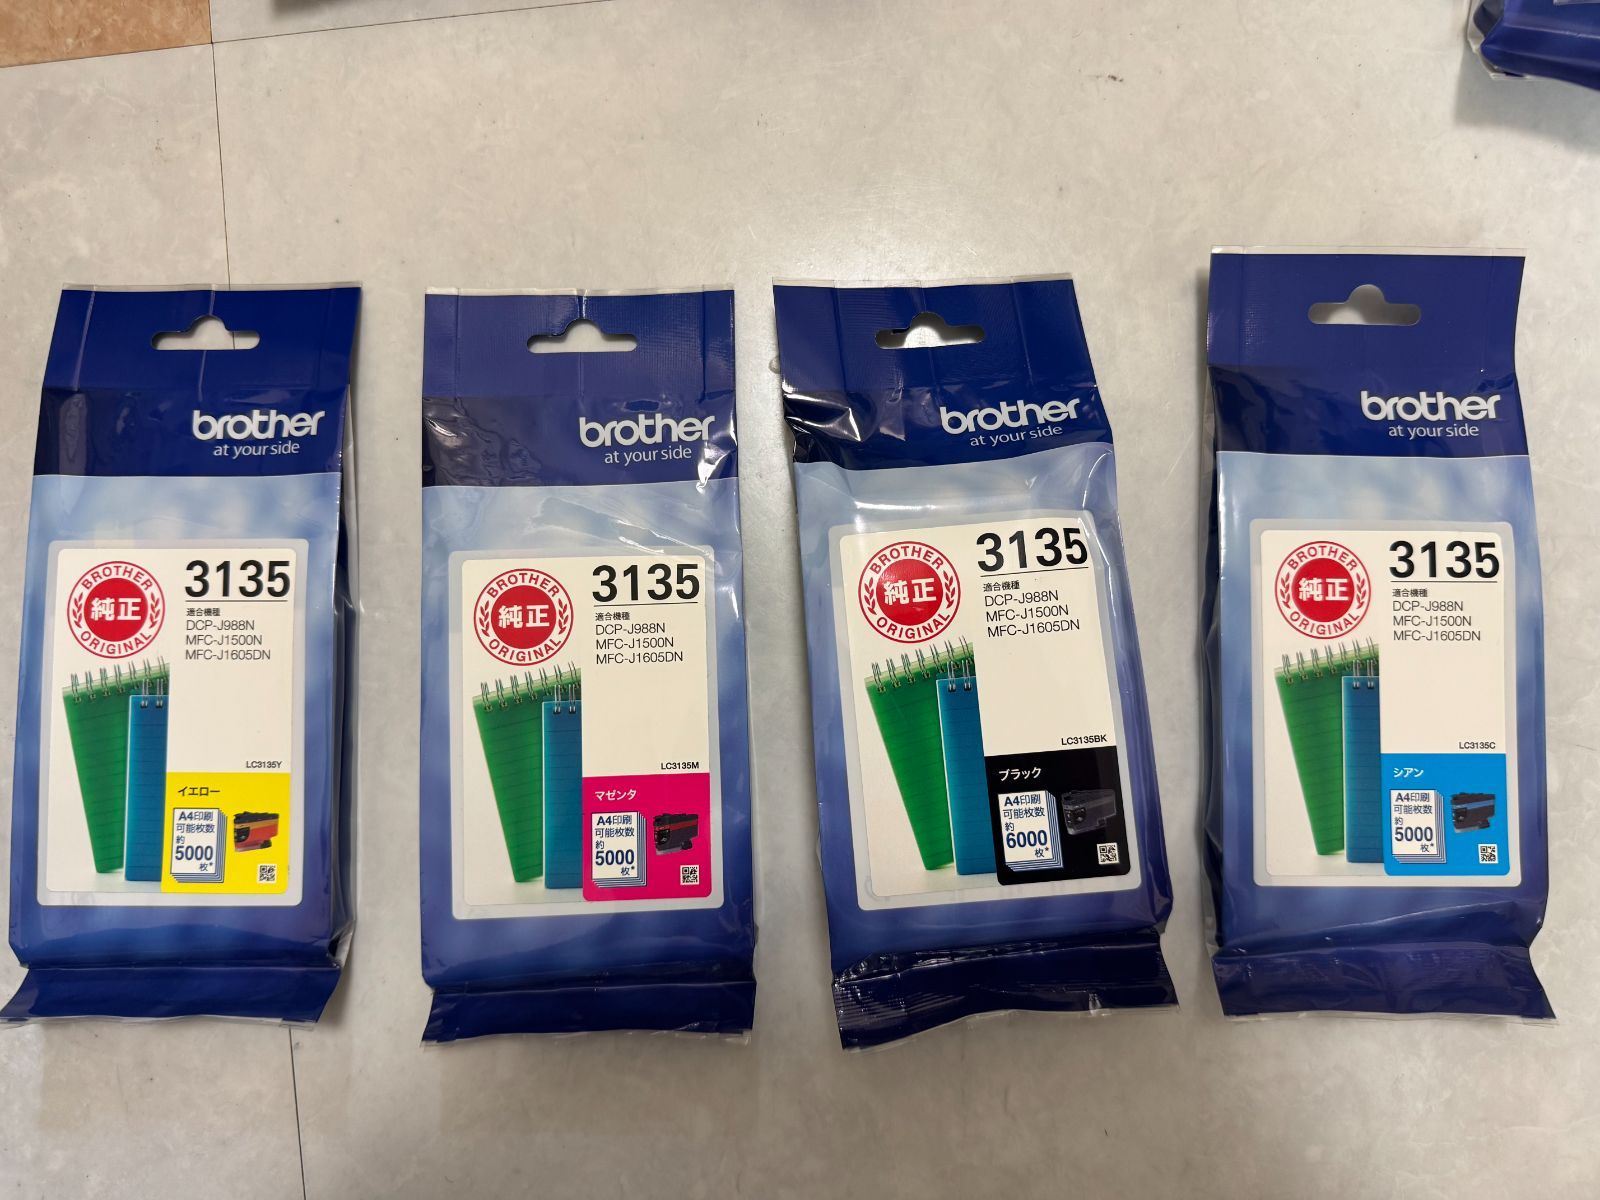 brother
at your side
BROTHER
純正
ORIGINAL
3135
適合機種
DCP-J988N
MFC-J1500N
MFC-J1605DN
LC3135Y
イエロー
A4印刷
可能枚数
約
5000
枚*
brother
at your side
BROTHER
純正
ORIGINAL
3135
適合機種
DCP-J988N
MFC-J1500N
MFC-J1605DN
LC3135M
マゼンタ
A4印刷
可能枚数
約
5000
枚*
brother
at your side
BROTHER
純正
ORIGINAL
3135
適合機種
DCP-J988N
MFC-J1500N
MFC-J1605DN
LC3135BK
ブラック
A4印刷
可能枚数
約
6000
枚*
brother
at your side
BROTHER
純正
ORIGINAL
3135
適合機種
DCP-J988N
MFC-J1500N
MFC-J1605DN
LC3135C
シアン
A4印刷
可能枚数
約
5000
枚*